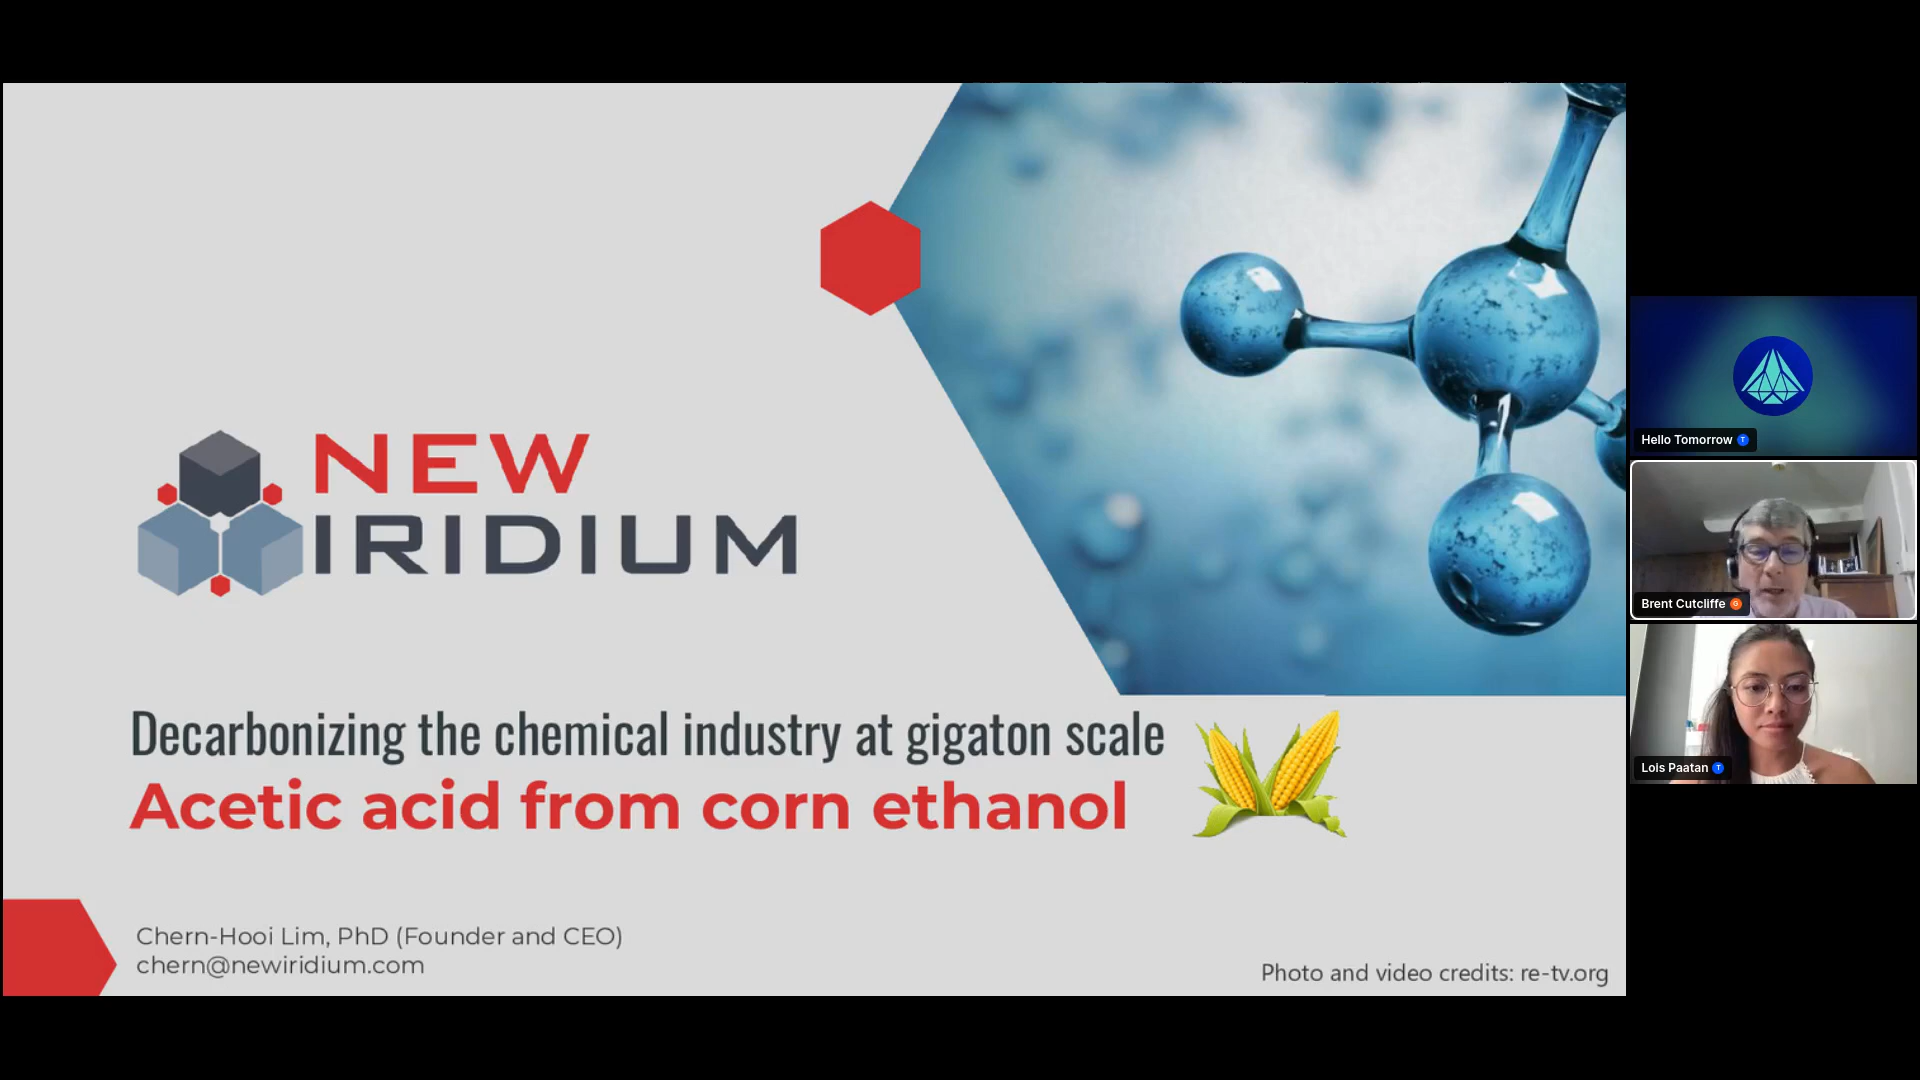 NEW
IRIDIUM
Decarbonizing the chemical industry at gigaton scale
Acetic acid from corn ethanol
Chern-Hooi Lim, PhD (Founder and CEO)
chern@newiridium.com
Photo and video credits: re-tv.org
Hello Tomorrow T
Brent Cutcliffe G
Lois Paatan T